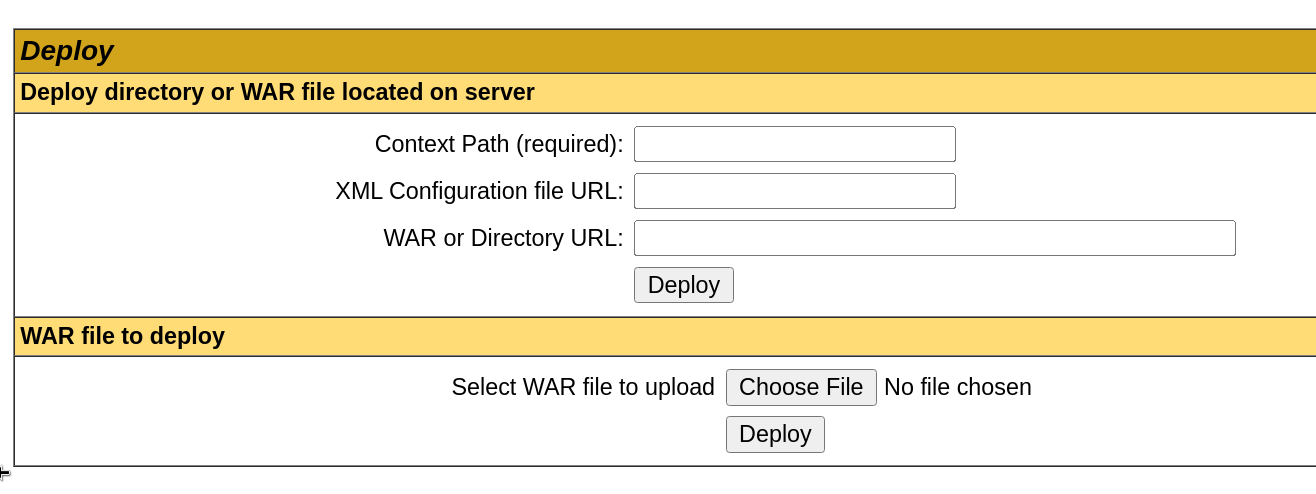 Deploy
Deploy directory or WAR file located on server
Context Path (required):
XML Configuration file URL:
WAR or Directory URL:
Deploy
WAR file to deploy
Select WAR file to upload Choose File No file chosen
Deploy